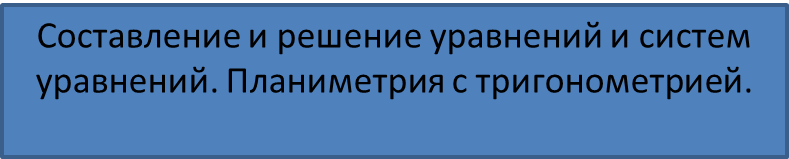 Составление и решение уравнений и систем
уравнений. Планиметрия с тригонометрией.